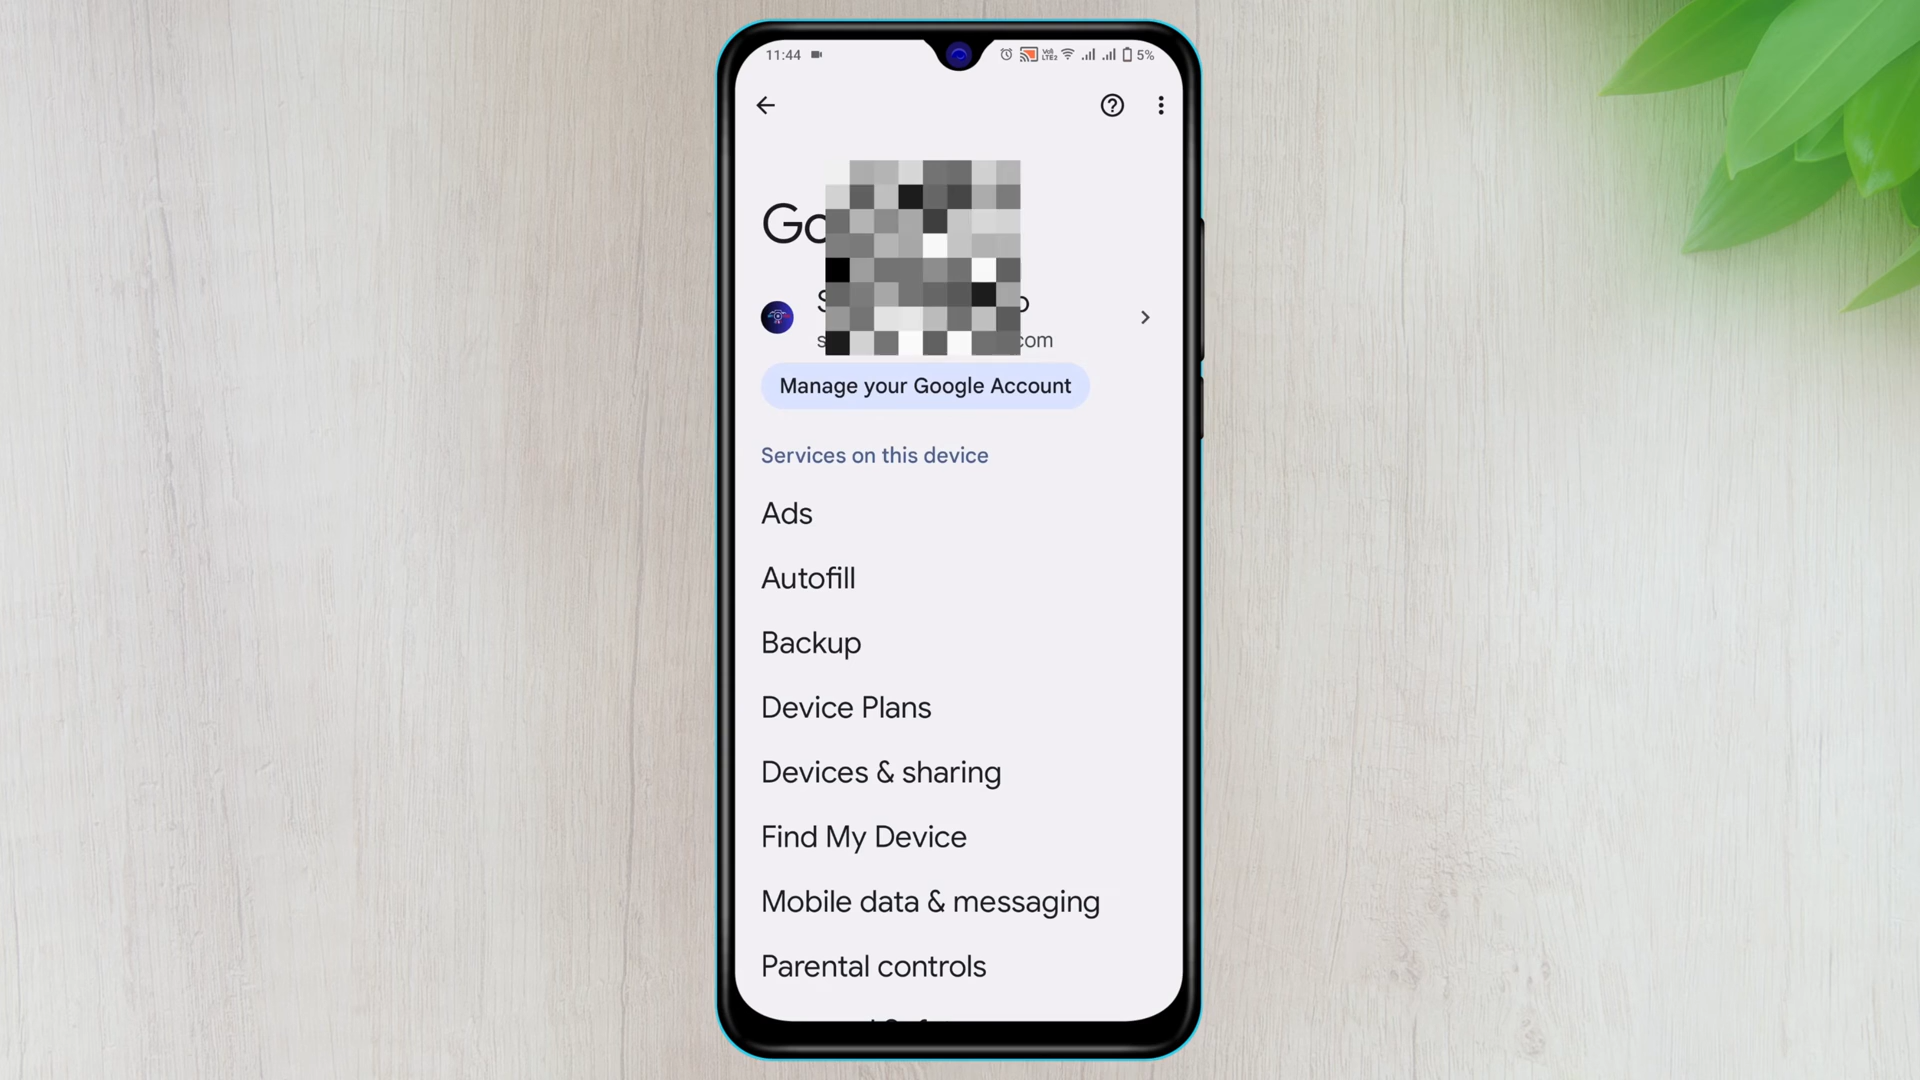 11:44
5%
Manage your Google Account
Services on this device
Ads
Autofill
Backup
Device Plans
Devices & sharing
Find My Device
Mobile data & messaging
Parental controls